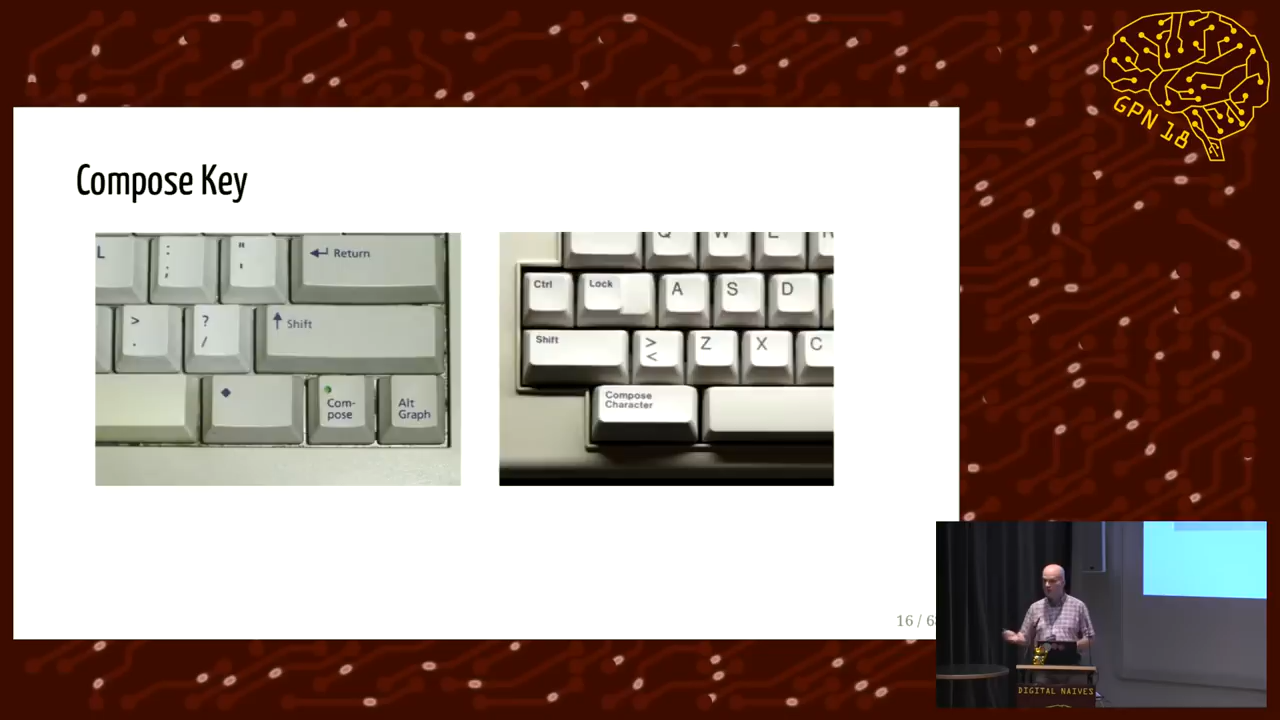 GPN 18
Compose Key
L
:
;
"
'
Return
>
.
?
/
Shift
Com-
pose
Alt
Graph
Q W E R
Ctrl
Lock
A S D
Shift
>
<
Z X C
Compose
Character
16 / 6
DIGITAL NAIVES